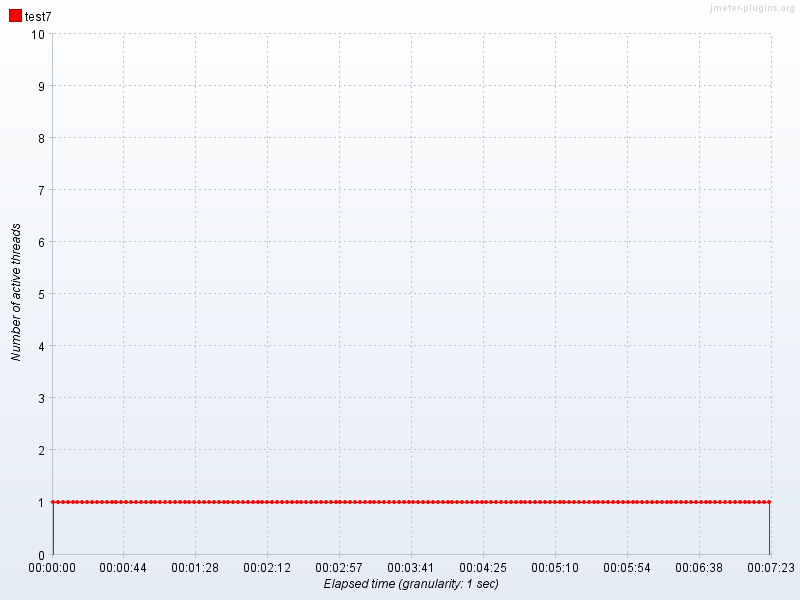 jmeter-plugins.org
test7
10
9
8
7
6
5
4
3
2
1
0
Number of active threads
00:00:00 00:00:44 00:01:28 00:02:12 00:02:57 00:03:41 00:04:25 00:05:10 00:05:54 00:06:38 00:07:23
Elapsed time (granularity: 1 sec)